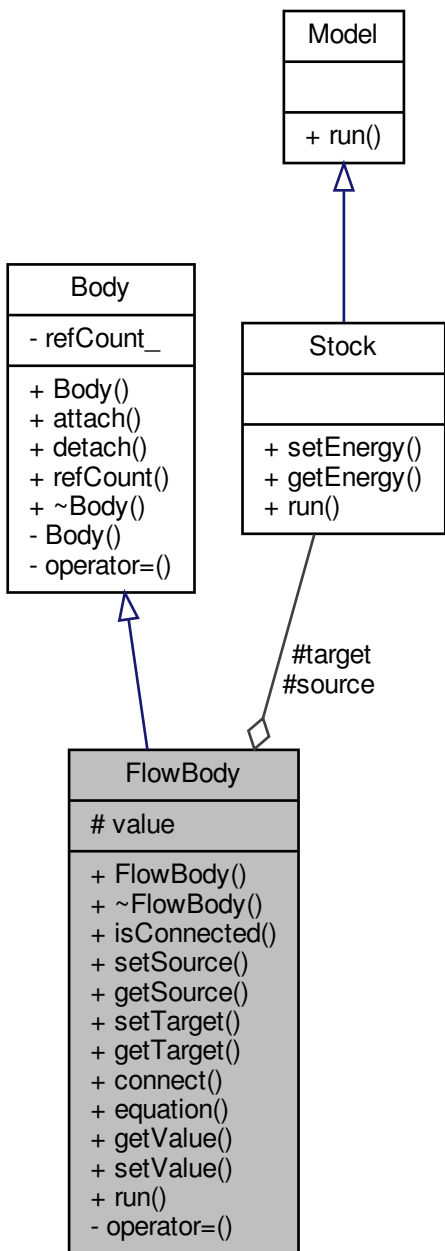 Model
+ run()
Body
- refCount_
+ Body()
+ attach()
+ detach()
+ refCount()
+ ~Body()
- Body()
- operator=()
Stock
+ setEnergy()
+ getEnergy()
+ run()
#target
#source
FlowBody
# value
+ FlowBody()
+ ~FlowBody()
+ isConnected()
+ setSource()
+ getSource()
+ setTarget()
+ getTarget()
+ connect()
+ equation()
+ getValue()
+ setValue()
+ run()
- operator=()